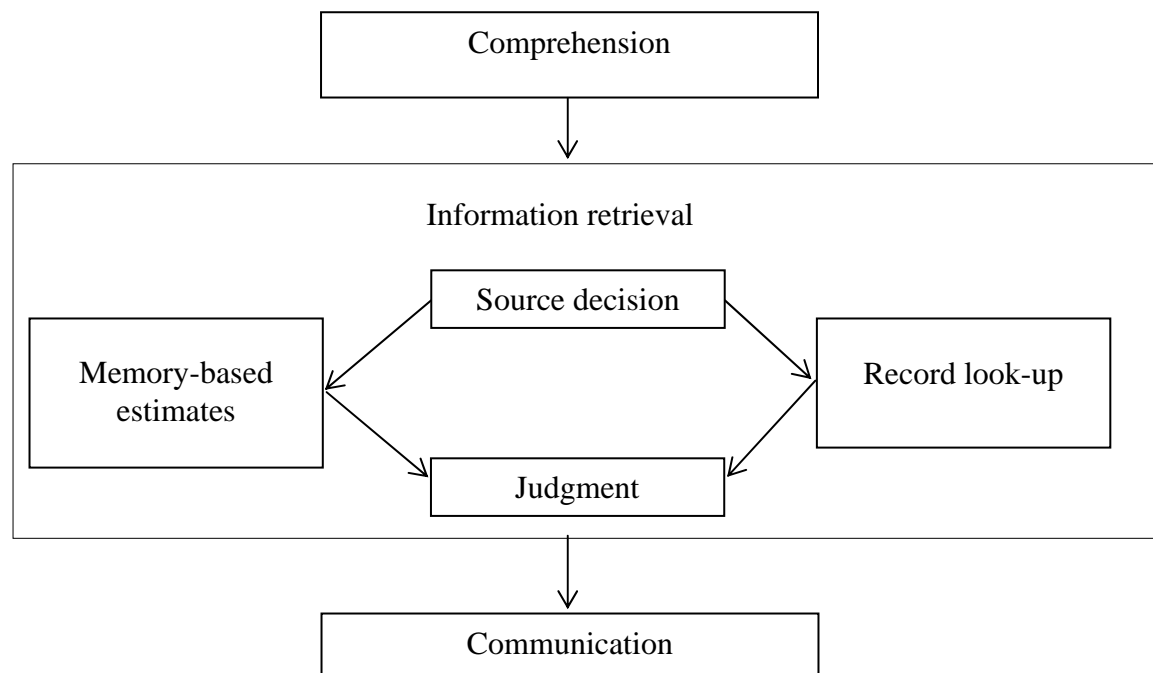 Comprehension
Information retrieval
Source decision
Memory-based
estimates
Record look-up
Judgment
Communication